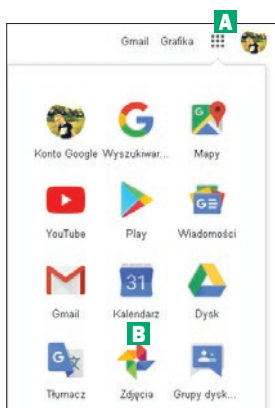 A
Gmail Grafika
Konto Google Wyszukiwar... Mapy
G
YouTube Play Wiadomości
31
Gmail Kalendarz Dysk
B
G
Tłumacz Zdjęcia Grupy dysk...